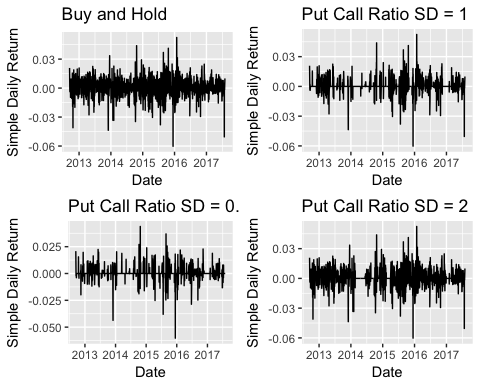 Buy and Hold
Simple Daily Return
0.03
0.00
-0.03
-0.06
2013 2014 2015 2016 2017
Date
Put Call Ratio SD = 1
Simple Daily Return
0.03
0.00
-0.03
-0.06
2013 2014 2015 2016 2017
Date
Put Call Ratio SD = 0.
Simple Daily Return
0.025
0.000
-0.025
-0.050
2013 2014 2015 2016 2017
Date
Put Call Ratio SD = 2
Simple Daily Return
0.03
0.00
-0.03
-0.06
2013 2014 2015 2016 2017
Date